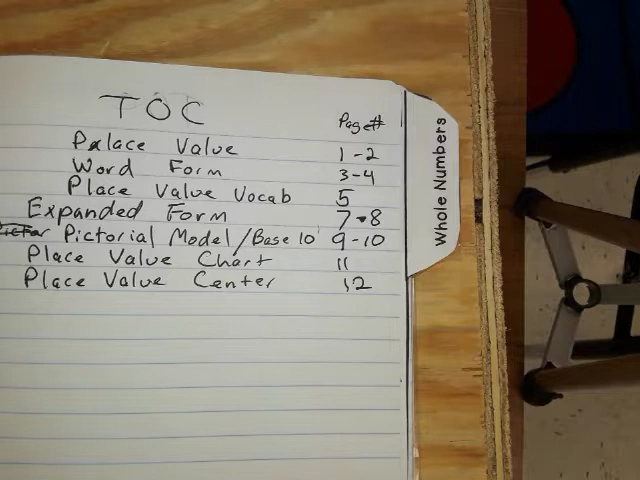 TOC
Page#
Palace Value 1-2
Word Form 3-4
Place Value Vocab 5
Expanded Form 7-8
Pictorial Model/Base 10 9-10
Place Value Chart 11
Place Value Center 12
Whole Numbers